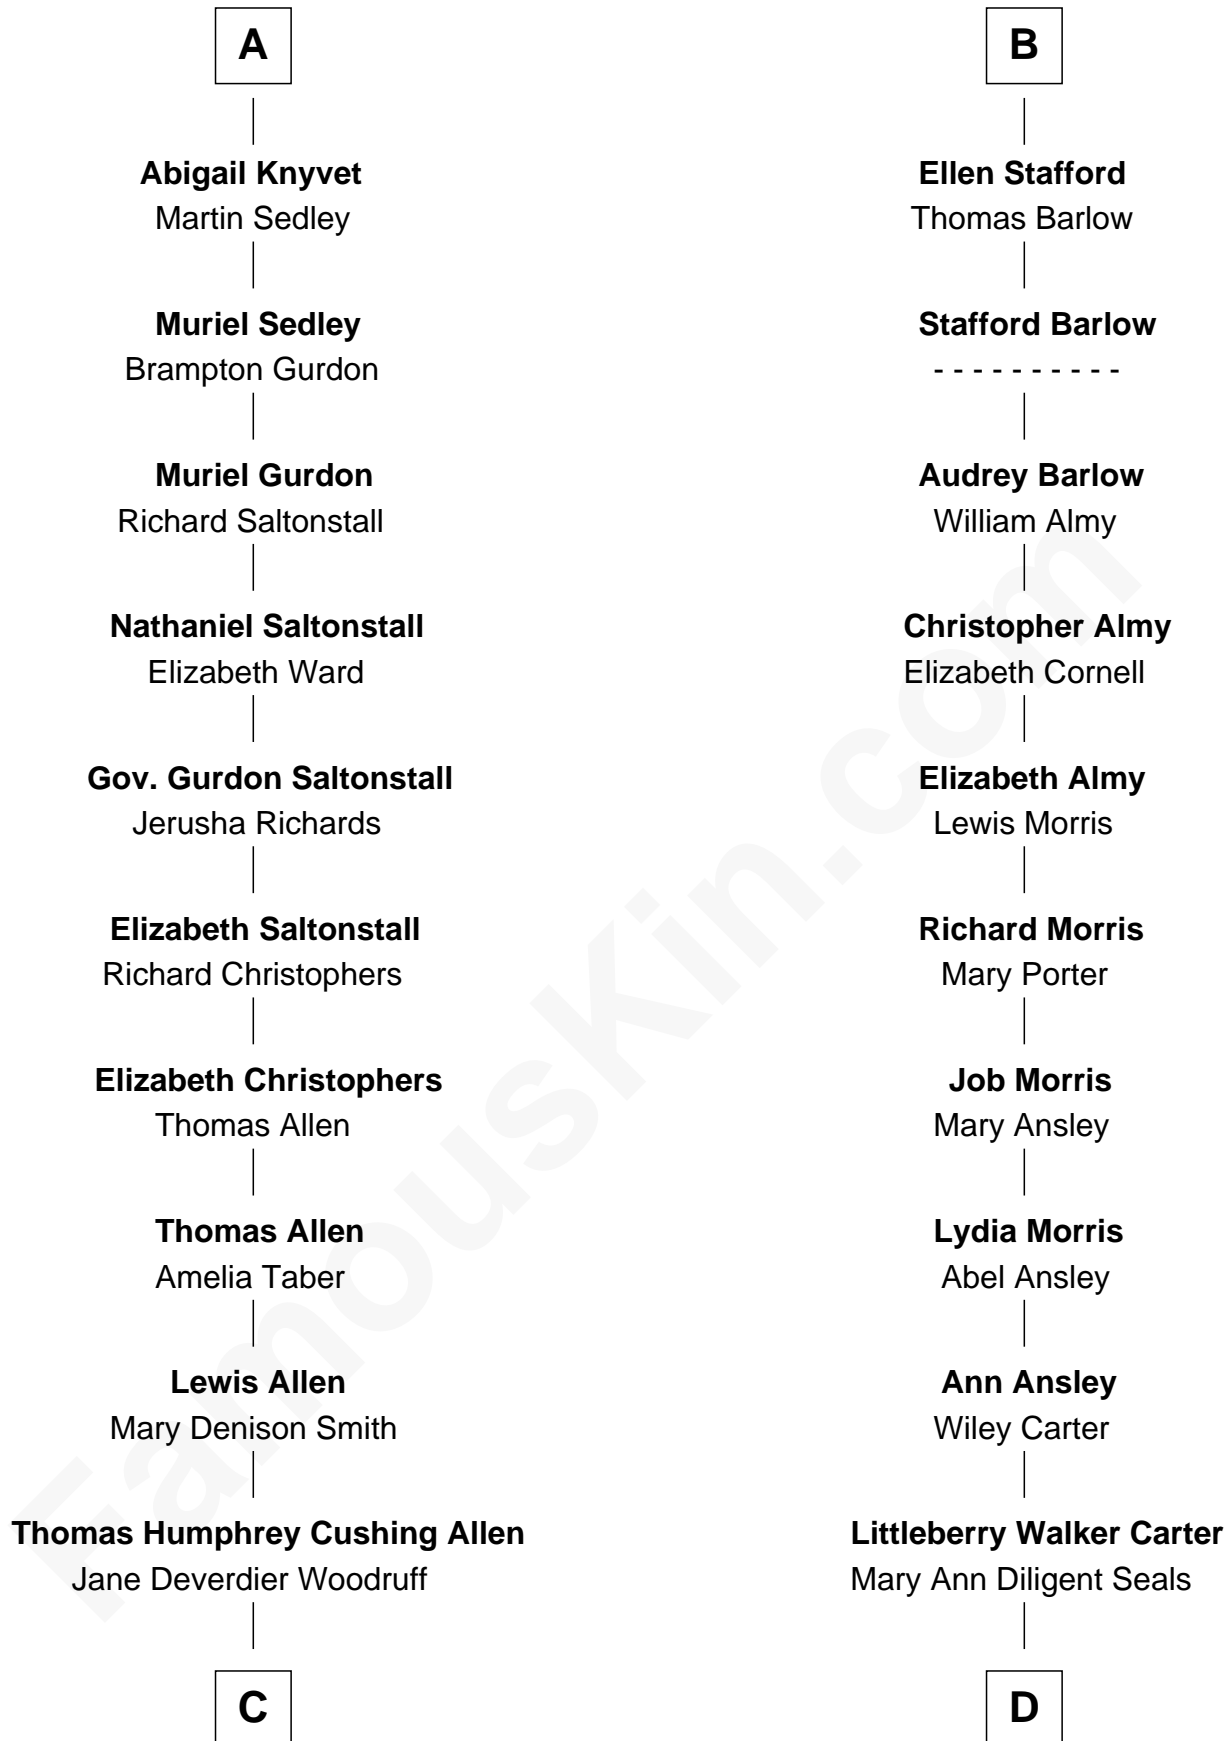 A
Abigail Knyvet
Martin Sedley
Muriel Sedley
Brampton Gurdon
Muriel Gurdon
Richard Saltonstall
Nathaniel Saltonstall
Elizabeth Ward
Gov. Gurdon Saltonstall
Jerusha Richards
Elizabeth Saltonstall
Richard Christophers
Elizabeth Christophers
Thomas Allen
Thomas Allen
Amelia Taber
Lewis Allen
Mary Denison Smith
Thomas Humphrey Cushing Allen
Jane Deverdier Woodruff
C
B
Ellen Stafford
Thomas Barlow
Stafford Barlow
- - - - - - - - - -
Audrey Barlow
William Almy
Christopher Almy
Elizabeth Cornell
Elizabeth Almy
Lewis Morris
Richard Morris
Mary Porter
Job Morris
Mary Ansley
Lydia Morris
Abel Ansley
Ann Ansley
Wiley Carter
Littleberry Walker Carter
Mary Ann Diligent Seals
D
FamousKin.com